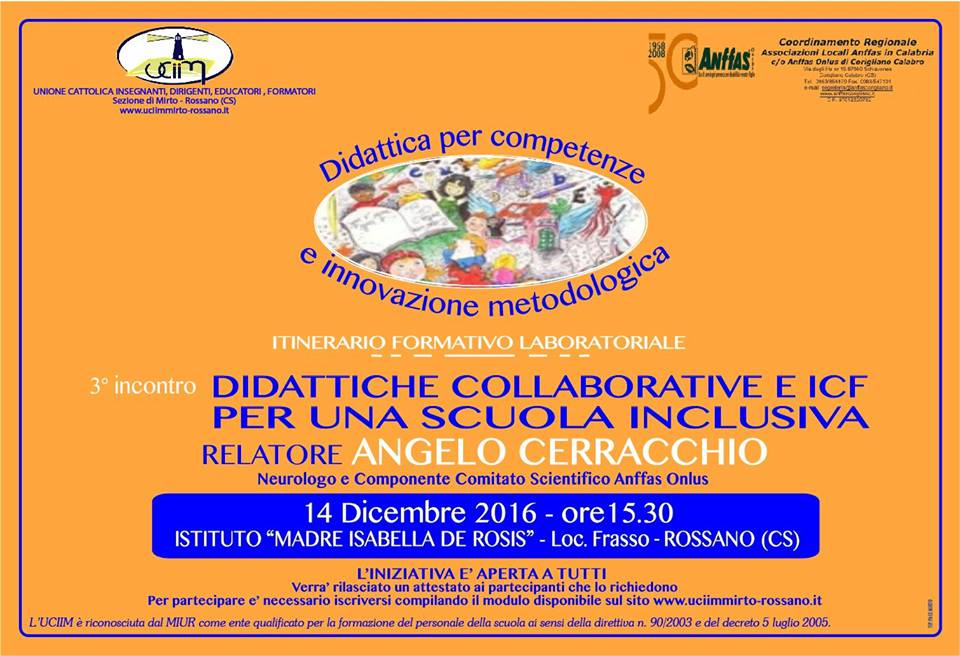 UCIIM
UNIONE CATTOLICA INSEGNANTI, DIRIGENTI, EDUCATORI , FORMATORI
Sezione di Mirto - Rossano (CS)
www.uciimmirto-rossano.it
1958
2008
50
Anffas
ONLUS
Coordinamento Regionale
Associazioni Locali Anffas in Calabria
c/o Anffas Onlus di Corigliano Calabro
Corigliano Calabro (CS)
Didattica per competenze
e innovazione metodologica
ITINERARIO FORMATIVO LABORATORIALE
3° incontro DIDATTICHE COLLABORATIVE E ICF
PER UNA SCUOLA INCLUSIVA
RELATORE ANGELO CERRACCHIO
Neurologo e Componente Comitato Scientifico Anffas Onlus
14 Dicembre 2016 - ore15.30
ISTITUTO “MADRE ISABELLA DE ROSIS” - Loc. Frasso - ROSSANO (CS)
L’INIZIATIVA E’ APERTA A TUTTI
Verra’ rilasciato un attestato ai partecipanti che lo richiedono
Per partecipare e’ necessario iscriversi compilando il modulo disponibile sul sito www.uciimmirto-rossano.it
L’UCIIM è riconosciuta dal MIUR come ente qualificato per la formazione del personale della scuola ai sensi della direttiva n. 90/2003 e del decreto 5 luglio 2005.